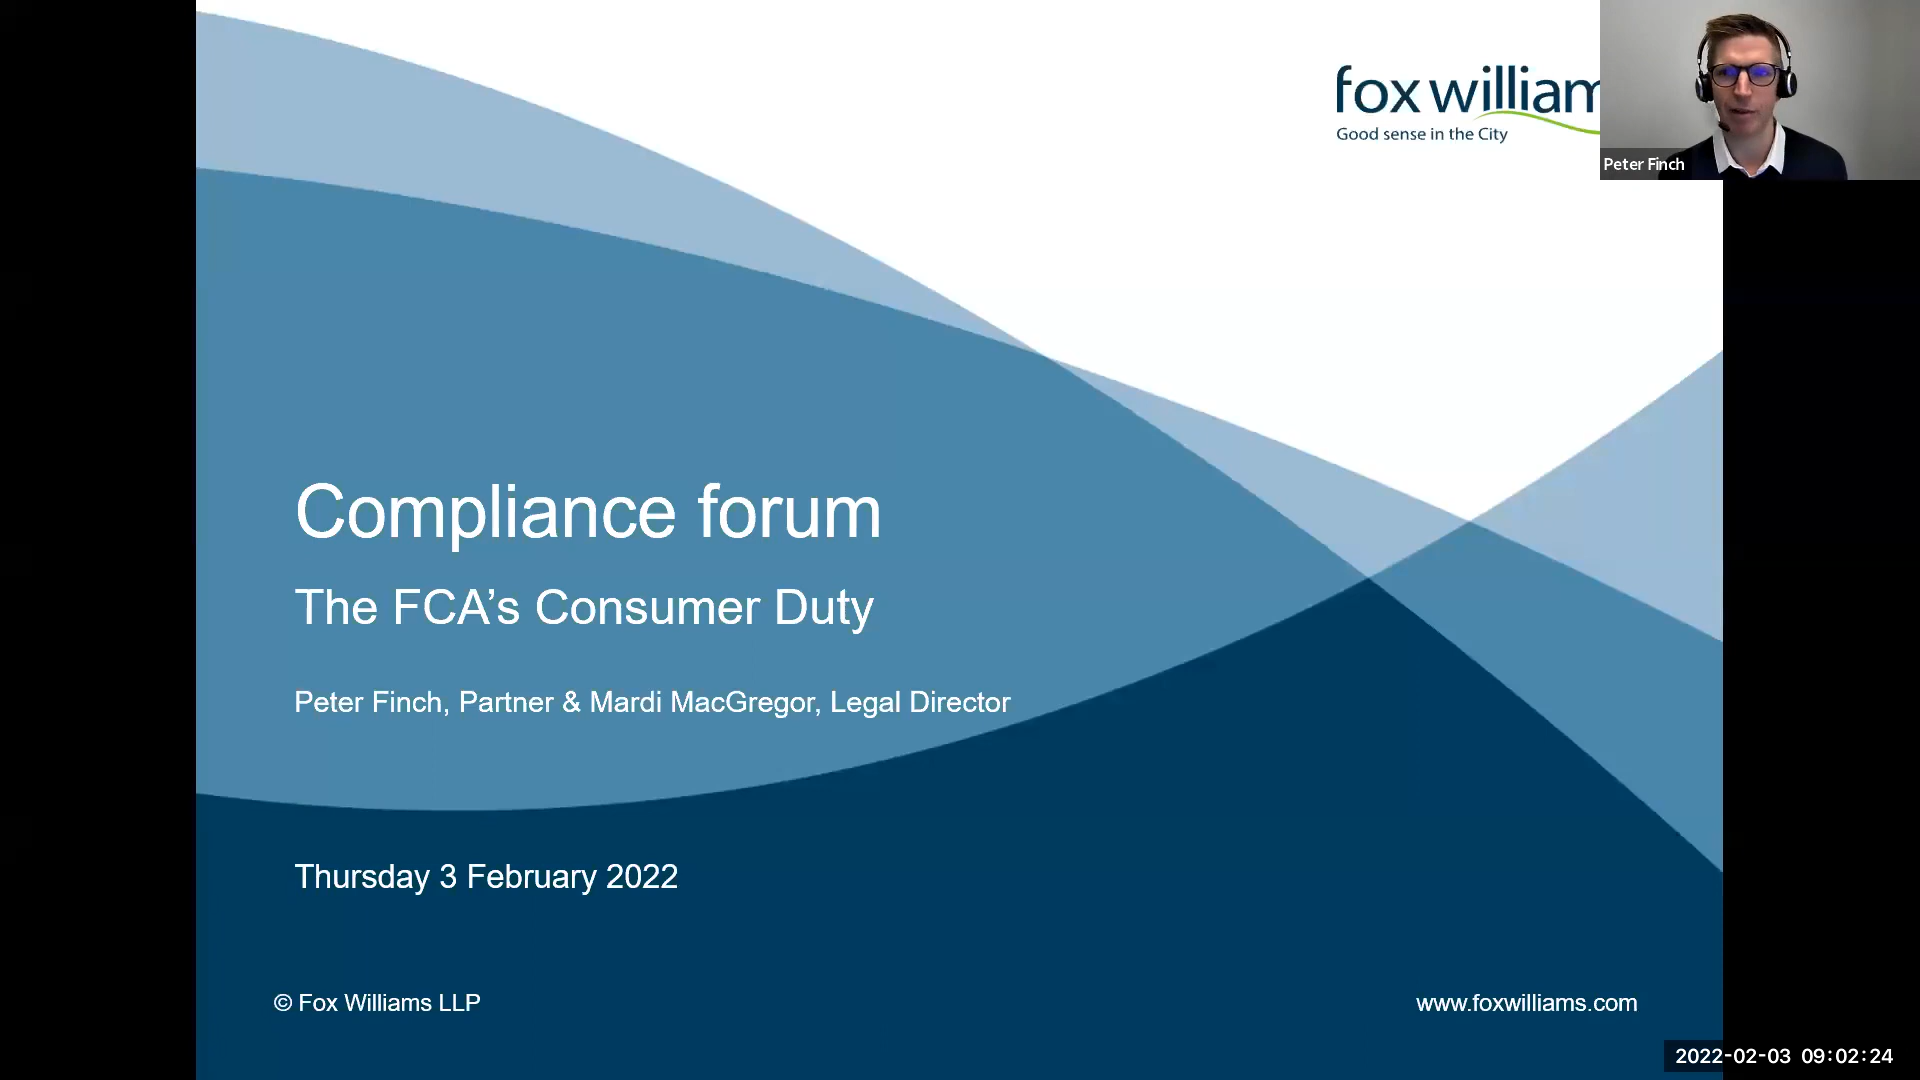 fox william
Good sense in the City
Peter Finch
Compliance forum
The FCA’s Consumer Duty
Peter Finch, Partner & Mardi MacGregor, Legal Director
Thursday 3 February 2022
© Fox Williams LLP
www.foxwilliams.com
2022-02-03 09:02:24